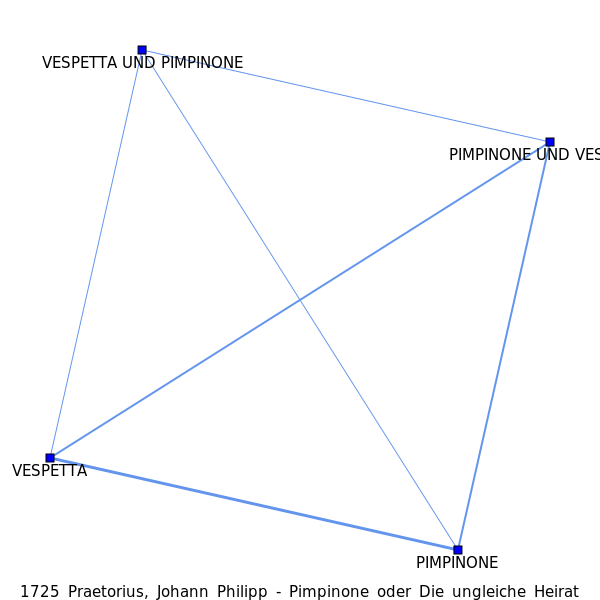 VESPETTA UND PIMPINONE
PIMPINONE UND VES
VESPETTA
PIMPINONE
1725 Praetorius, Johann Philipp - Pimpinone oder Die ungleiche Heirat